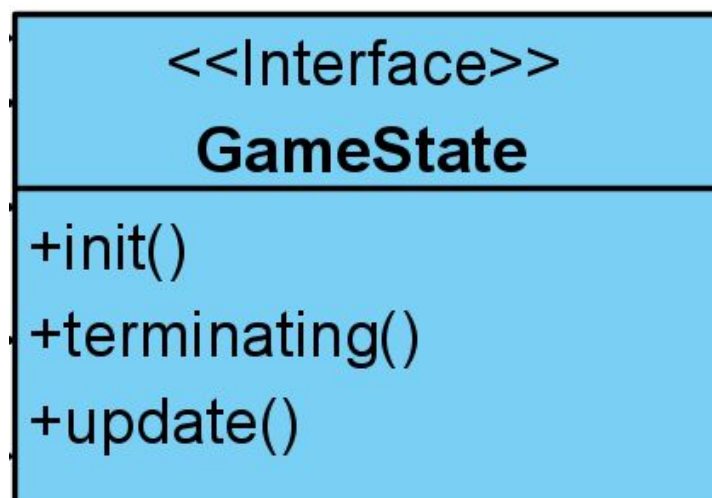 <<Interface>>
GameState
+init()
+terminating()
+update()